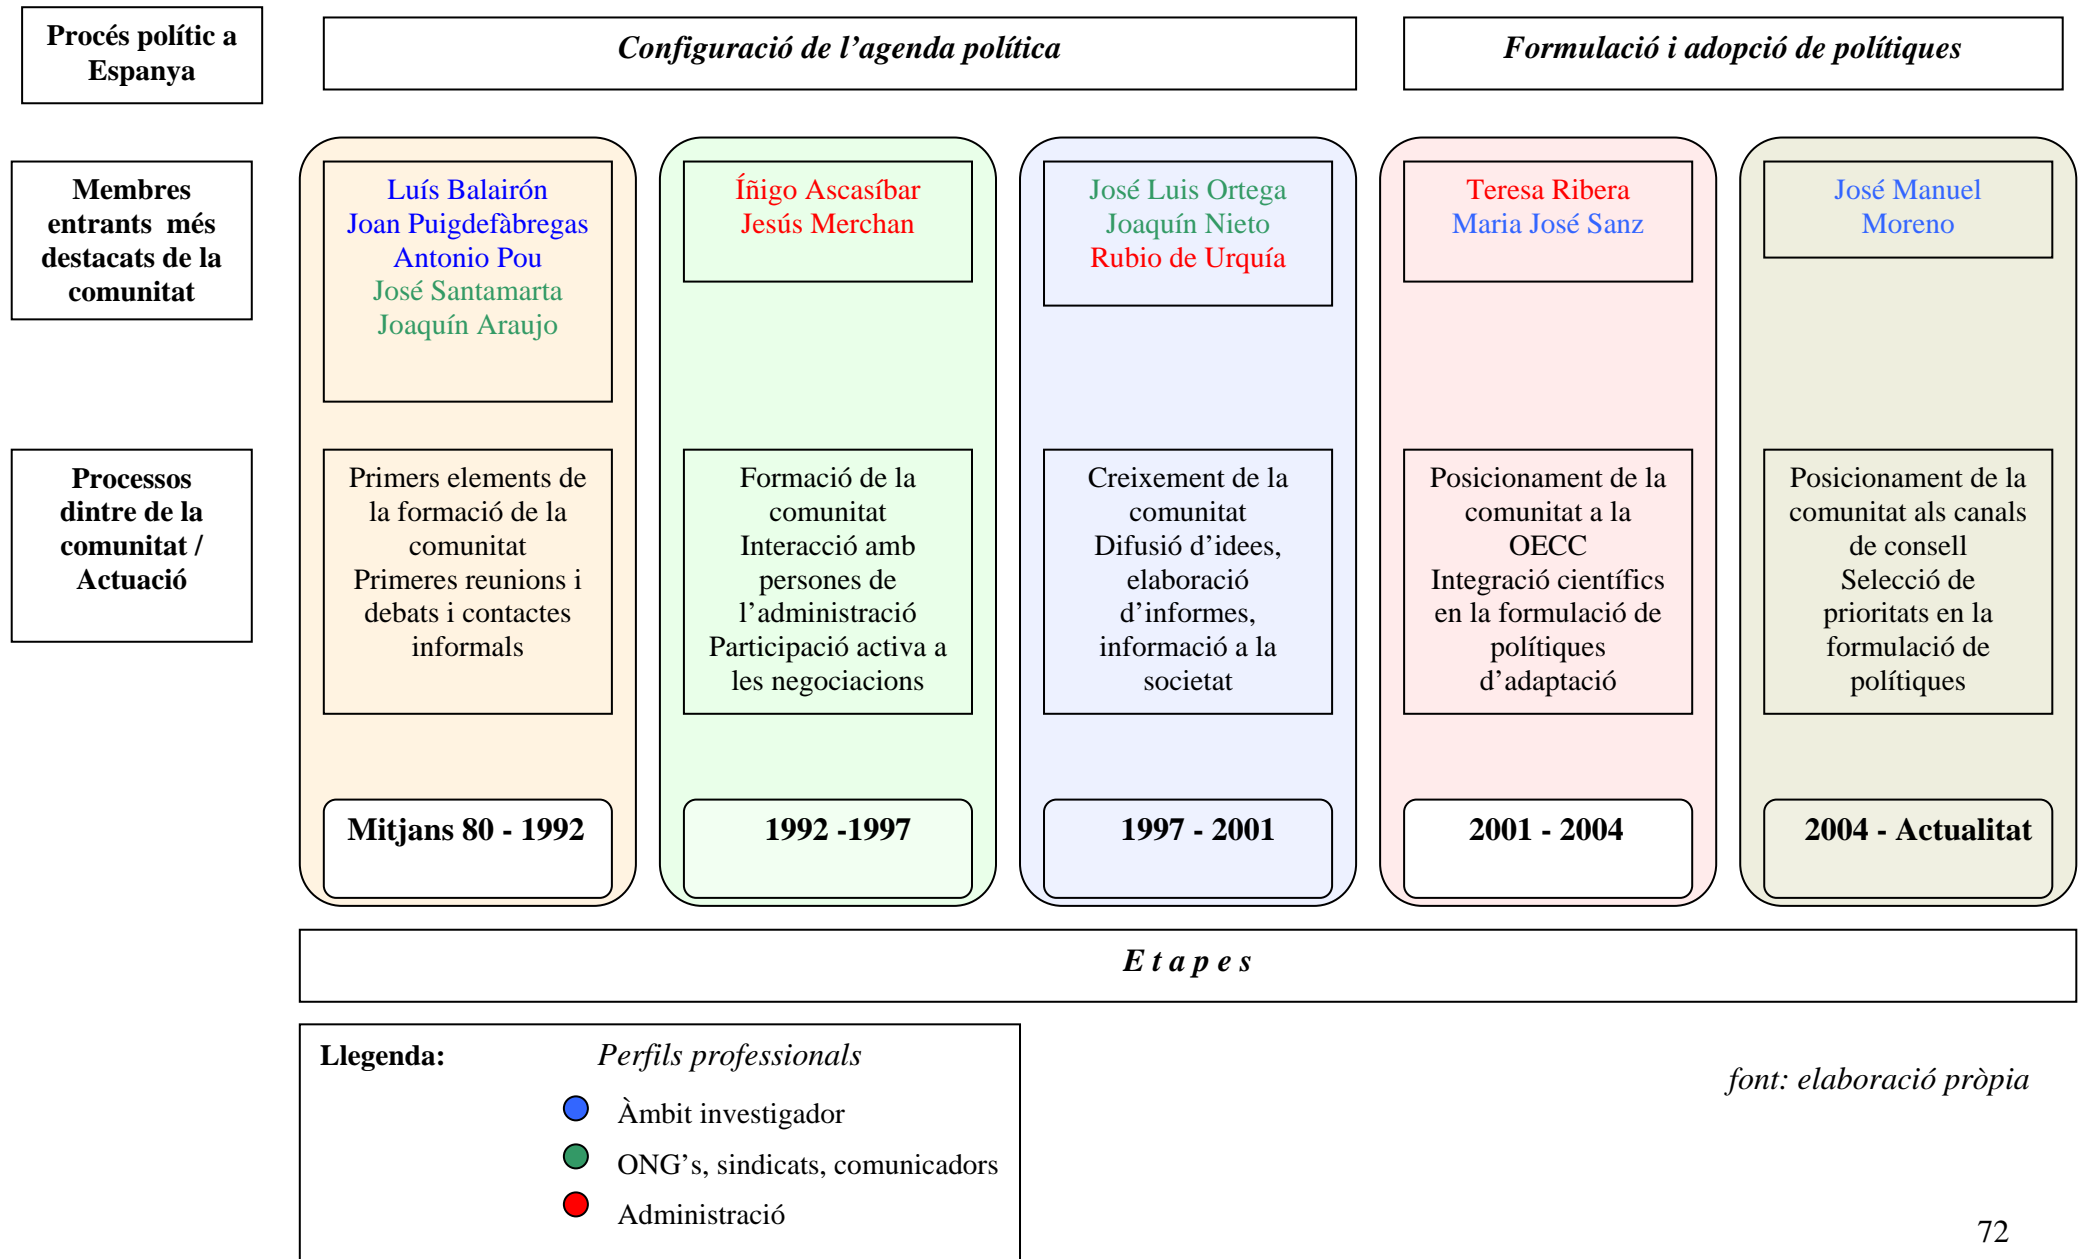 Procés polític a
Espanya
Configuració de l’agenda política
Formulació i adopció de polítiques
Membres
entrants  més
destacats de la
comunitat
Luís Balairón
Joan Puigdefàbregas
Antonio Pou
José Santamarta
Joaquín Araujo
Íñigo Ascasíbar
Jesús Merchan
José Luis Ortega
Joaquín Nieto
Rubio de Urquía
Teresa Ribera
Maria José Sanz
José Manuel
Moreno
Processos
dintre de la
comunitat /
Actuació
Primers elements de
la formació de la
comunitat
Primeres reunions i
debats i contactes
informals
Formació de la
comunitat
Interacció amb
persones de
l’administració
Participació activa a
les negociacions
Creixement de la
comunitat
Difusió d’idees,
elaboració
d’informes,
informació a la
societat
Posicionament de la
comunitat a la
OECC
Integració científics
en la formulació de
polítiques
d’adaptació
Posicionament de la
comunitat als canals
de consell
Selecció de
prioritats en la
formulació de
polítiques
Mitjans 80 - 1992
1992 -1997
1997 - 2001
2001 - 2004
2004 - Actualitat
E t a p e s
Llegenda:
Perfils professionals
Àmbit investigador
ONG’s, sindicats, comunicadors
Administració
font: elaboració pròpia
72